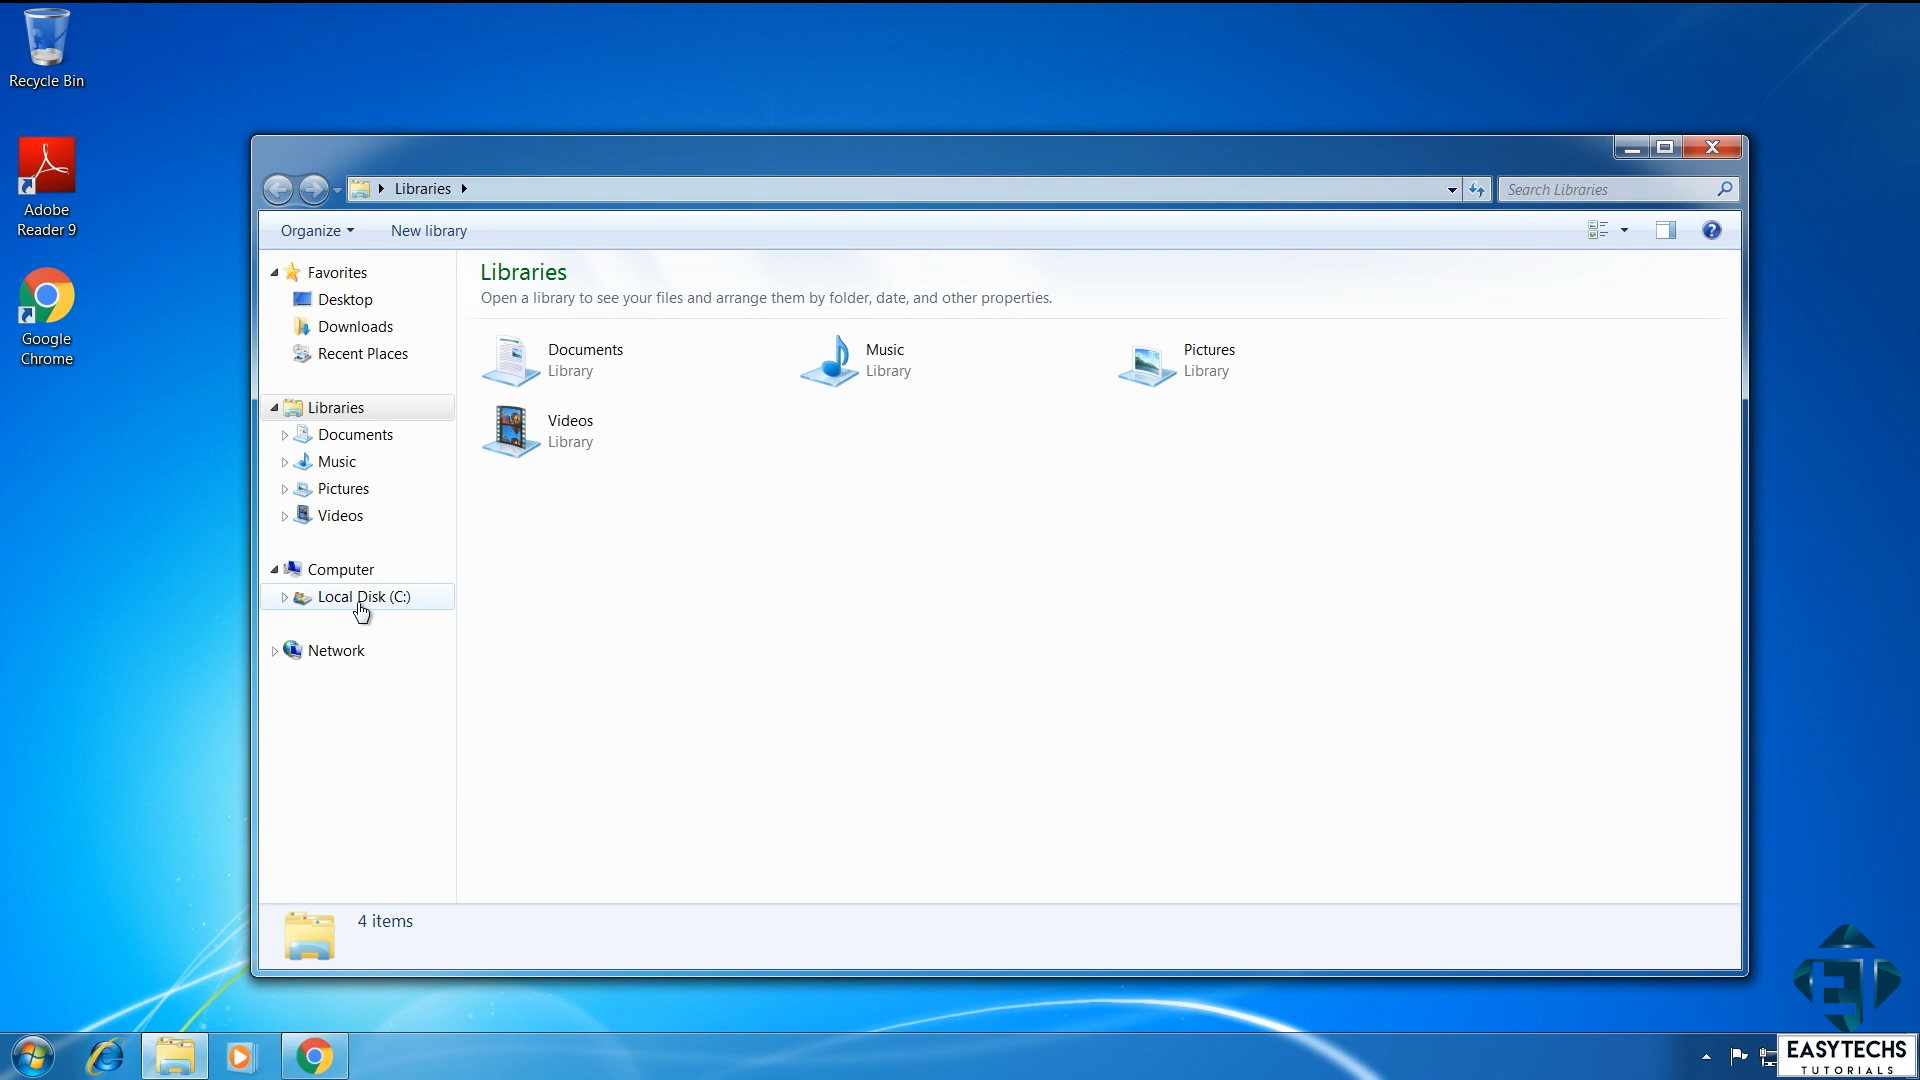 Recycle Bin
Adobe
Reader 9
Google
Chrome
Libraries
Search Libraries
Organize
New library
Favorites
Desktop
Downloads
Recent Places
Libraries
Documents
Music
Pictures
Videos
Computer
Local Disk (C:)
Network
Libraries
Open a library to see your files and arrange them by folder, date, and other properties.
Documents
Library
Music
Library
Pictures
Library
Videos
Library
4 items
ET
EASYTECHS
TUTORIALS